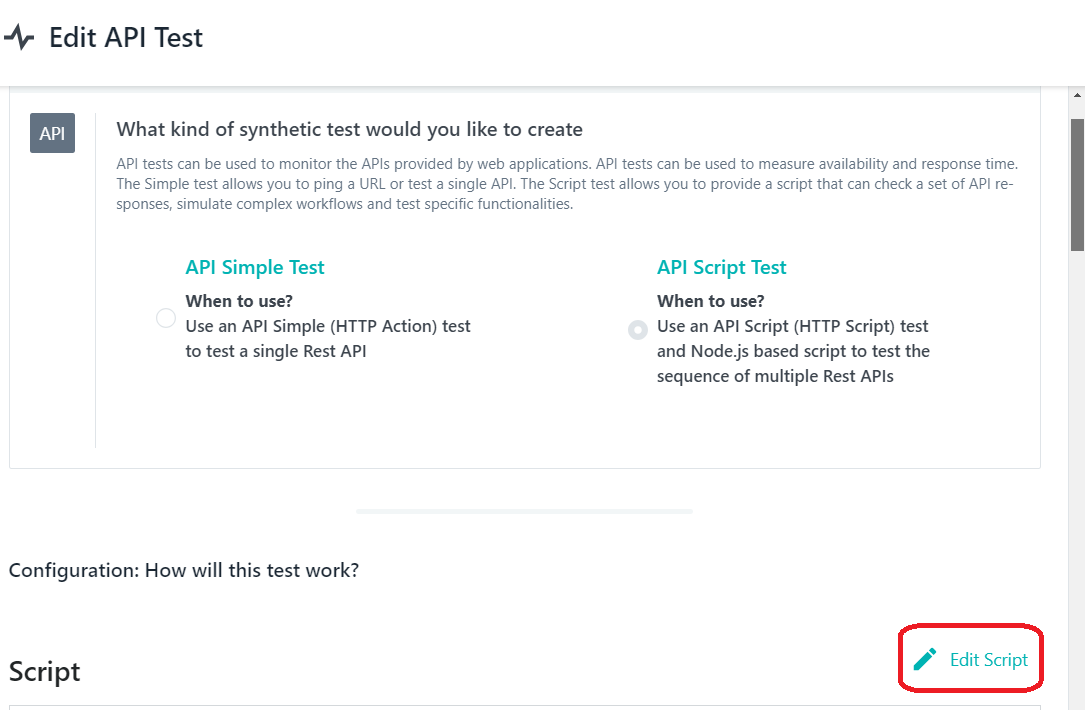 Edit API Test
API
What kind of synthetic test would you like to create
API tests can be used to monitor the APIs provided by web applications. API tests can be used to measure availability and response time.
The Simple test allows you to ping a URL or test a single API. The Script test allows you to provide a script that can check a set of API re-
sponses, simulate complex workflows and test specific functionalities.
API Simple Test
When to use?
Use an API Simple (HTTP Action) test
to test a single Rest API
API Script Test
When to use?
Use an API Script (HTTP Script) test
and Node.js based script to test the
sequence of multiple Rest APIs
Configuration: How will this test work?
Script
Edit Script